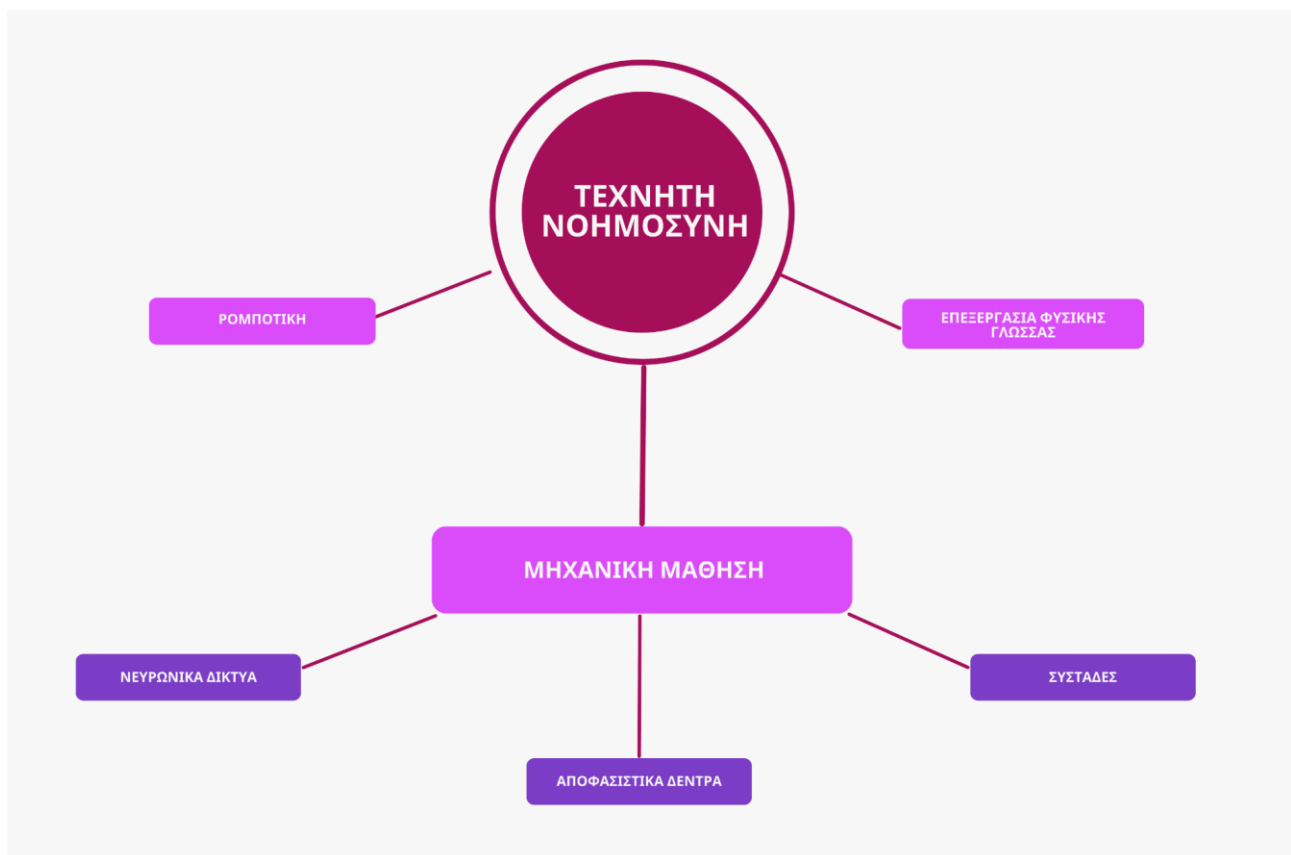 ΤΕΧΝΗΤΗ
ΝΟΗΜΟΣΥΝΗ
ΡΟΜΠΟΤΙΚΗ
ΕΠΕΞΕΡΓΑΣΙΑ ΦΥΣΙΚΗΣ
ΓΛΩΣΣΑΣ
ΜΗΧΑΝΙΚΗ ΜΑΘΗΣΗ
ΝΕΥΡΩΝΙΚΑ ΔΙΚΤΥΑ
ΣΥΣΤΑΔΕΣ
ΑΠΟΦΑΣΙΣΤΙΚΑ ΔΕΝΤΡΑ